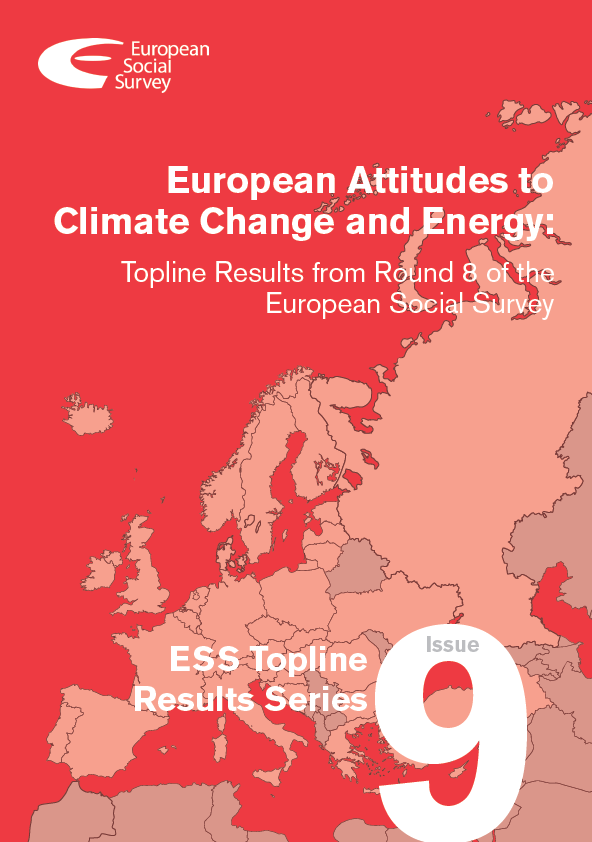 European
Social
Survey
European Attitudes to
Climate Change and Energy:
Topline Results from Round 8 of the
European Social Survey
Issue
9
ESS Topline
Results Series